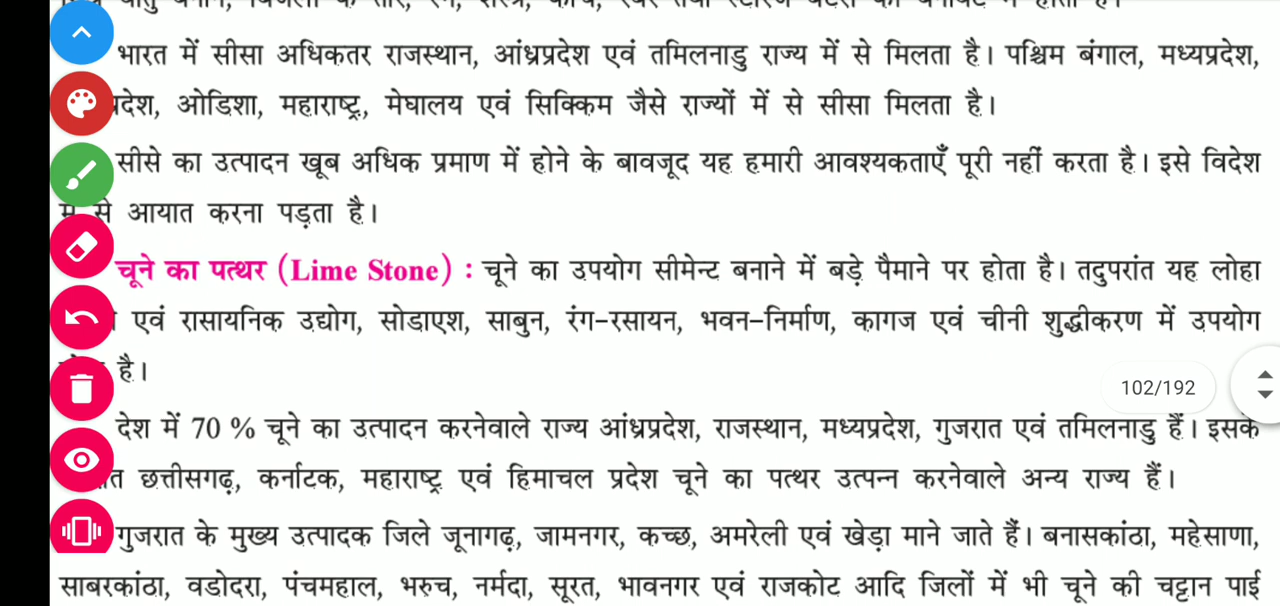 भारत में सीसा अधिकतर राजस्थान, आंध्रप्रदेश एवं तमिलनाडु राज्य में से मिलता है। पश्चिम बंगाल, मध्यप्रदेश,
ओडिशा, महाराष्ट्र, मेघालय एवं सिक्किम जैसे राज्यों में से सीसा मिलता है।
सीसे का उत्पादन खूब अधिक प्रमाण में होने के बावजूद यह हमारी आवश्यकताएँ पूरी नहीं करता है। इसे विदेश
से आयात करना पड़ता है।
चूने का पत्थर (Lime Stone) : चूने का उपयोग सीमेन्ट बनाने में बड़े पैमाने पर होता है। तदुपरांत यह लोहा
एवं रासायनिक उद्योग, सोडाएश, साबुन, रंग-रसायन, भवन-निर्माण, कागज एवं चीनी शुद्धीकरण में उपयोग
है।
102/192
देश में 70 % चूने का उत्पादन करनेवाले राज्य आंध्रप्रदेश, राजस्थान, मध्यप्रदेश, गुजरात एवं तमिलनाडु हैं। इसके
छत्तीसगढ़, कर्नाटक, महाराष्ट्र एवं हिमाचल प्रदेश चूने का पत्थर उत्पन्न करनेवाले अन्य राज्य हैं।
गुजरात के मुख्य उत्पादक जिले जूनागढ़, जामनगर, कच्छ, अमरेली एवं खेड़ा माने जाते हैं। बनासकांठा, महेसाणा,
साबरकांठा, वडोदरा, पंचमहाल, भरुच, नर्मदा, सूरत, भावनगर एवं राजकोट आदि जिलों में भी चूने की चट्टान पाई